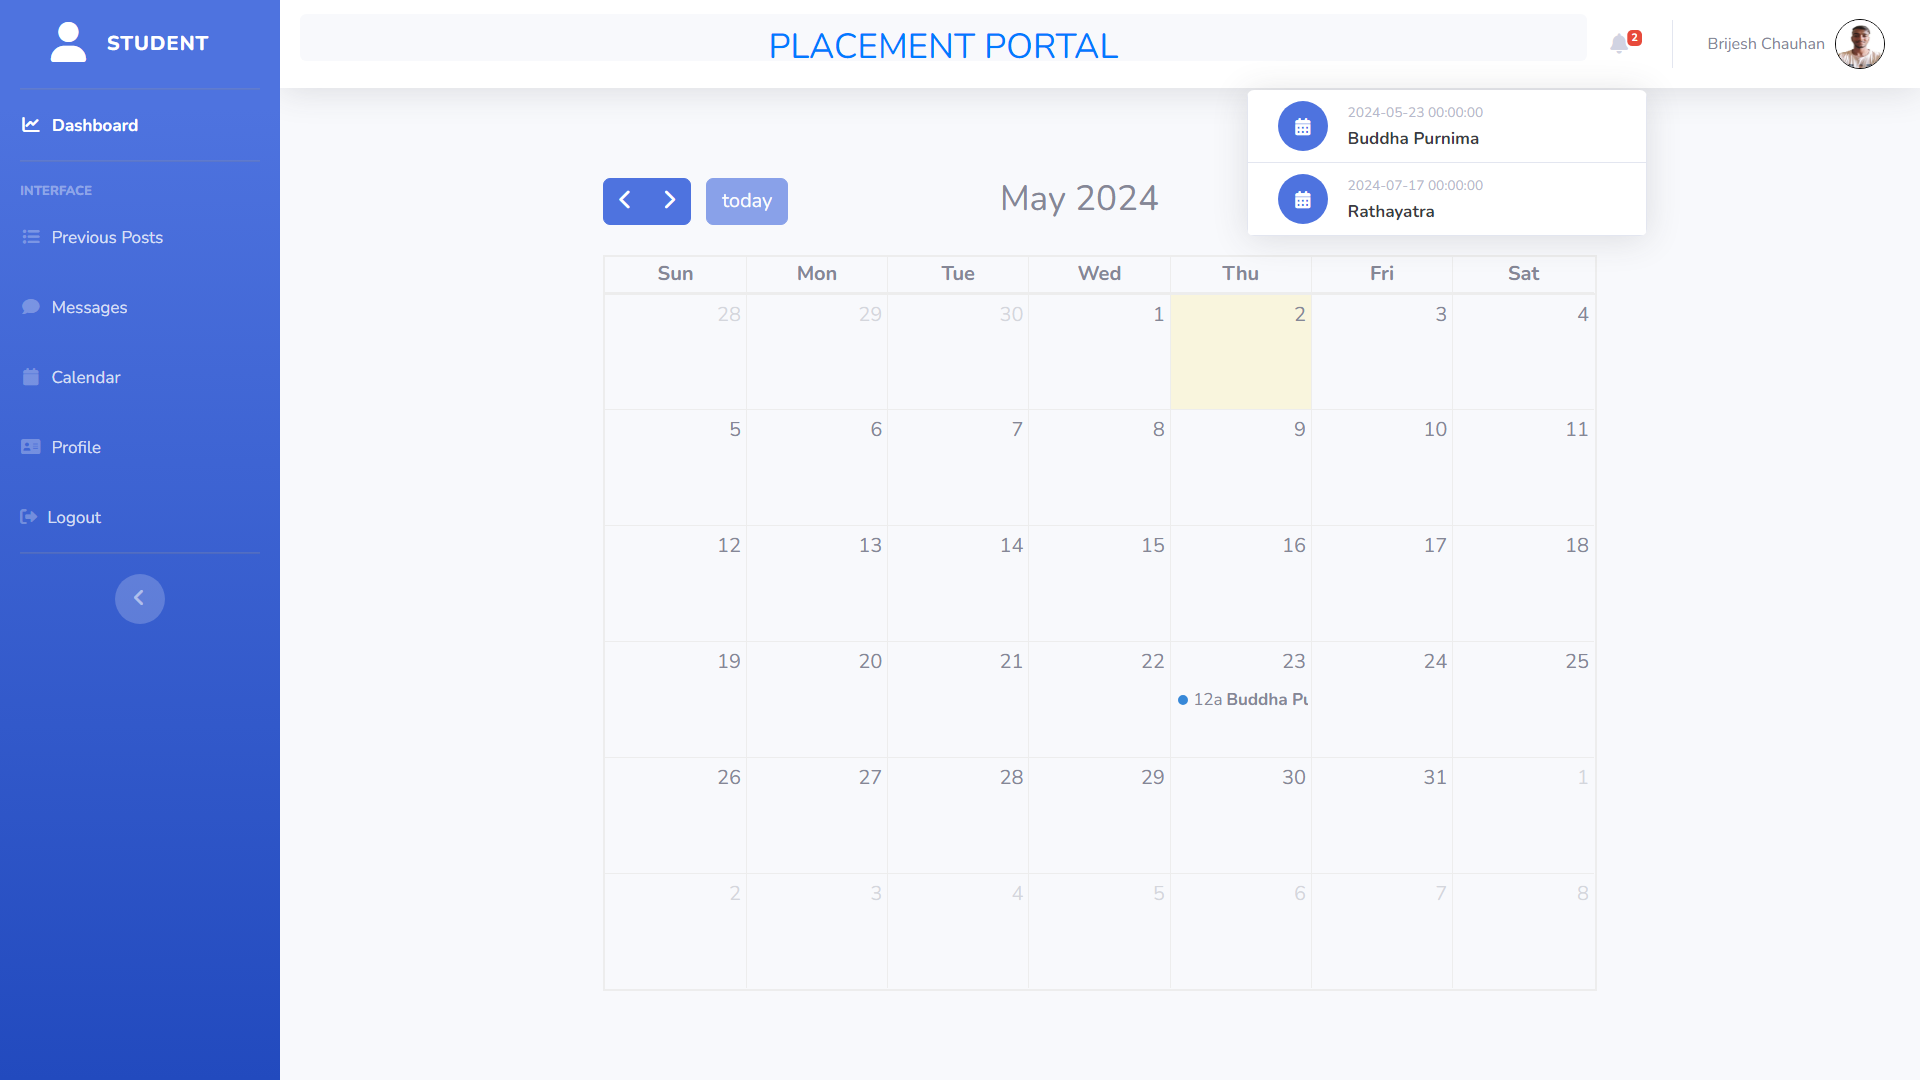 STUDENT
Dashboard
INTERFACE
Previous Posts
Messages
Calendar
Profile
Logout
PLACEMENT PORTAL
2
Brijesh Chauhan
2024-05-23 00:00:00
Buddha Purnima
2024-07-17 00:00:00
Rathayatra
today
May 2024
Sun Mon Tue Wed Thu Fri Sat
28 29 30 1 2 3 4
5 6 7 8 9 10 11
12 13 14 15 16 17 18
19 20 21 22 23 24 25
12a Buddha Pu
26 27 28 29 30 31 1
2 3 4 5 6 7 8